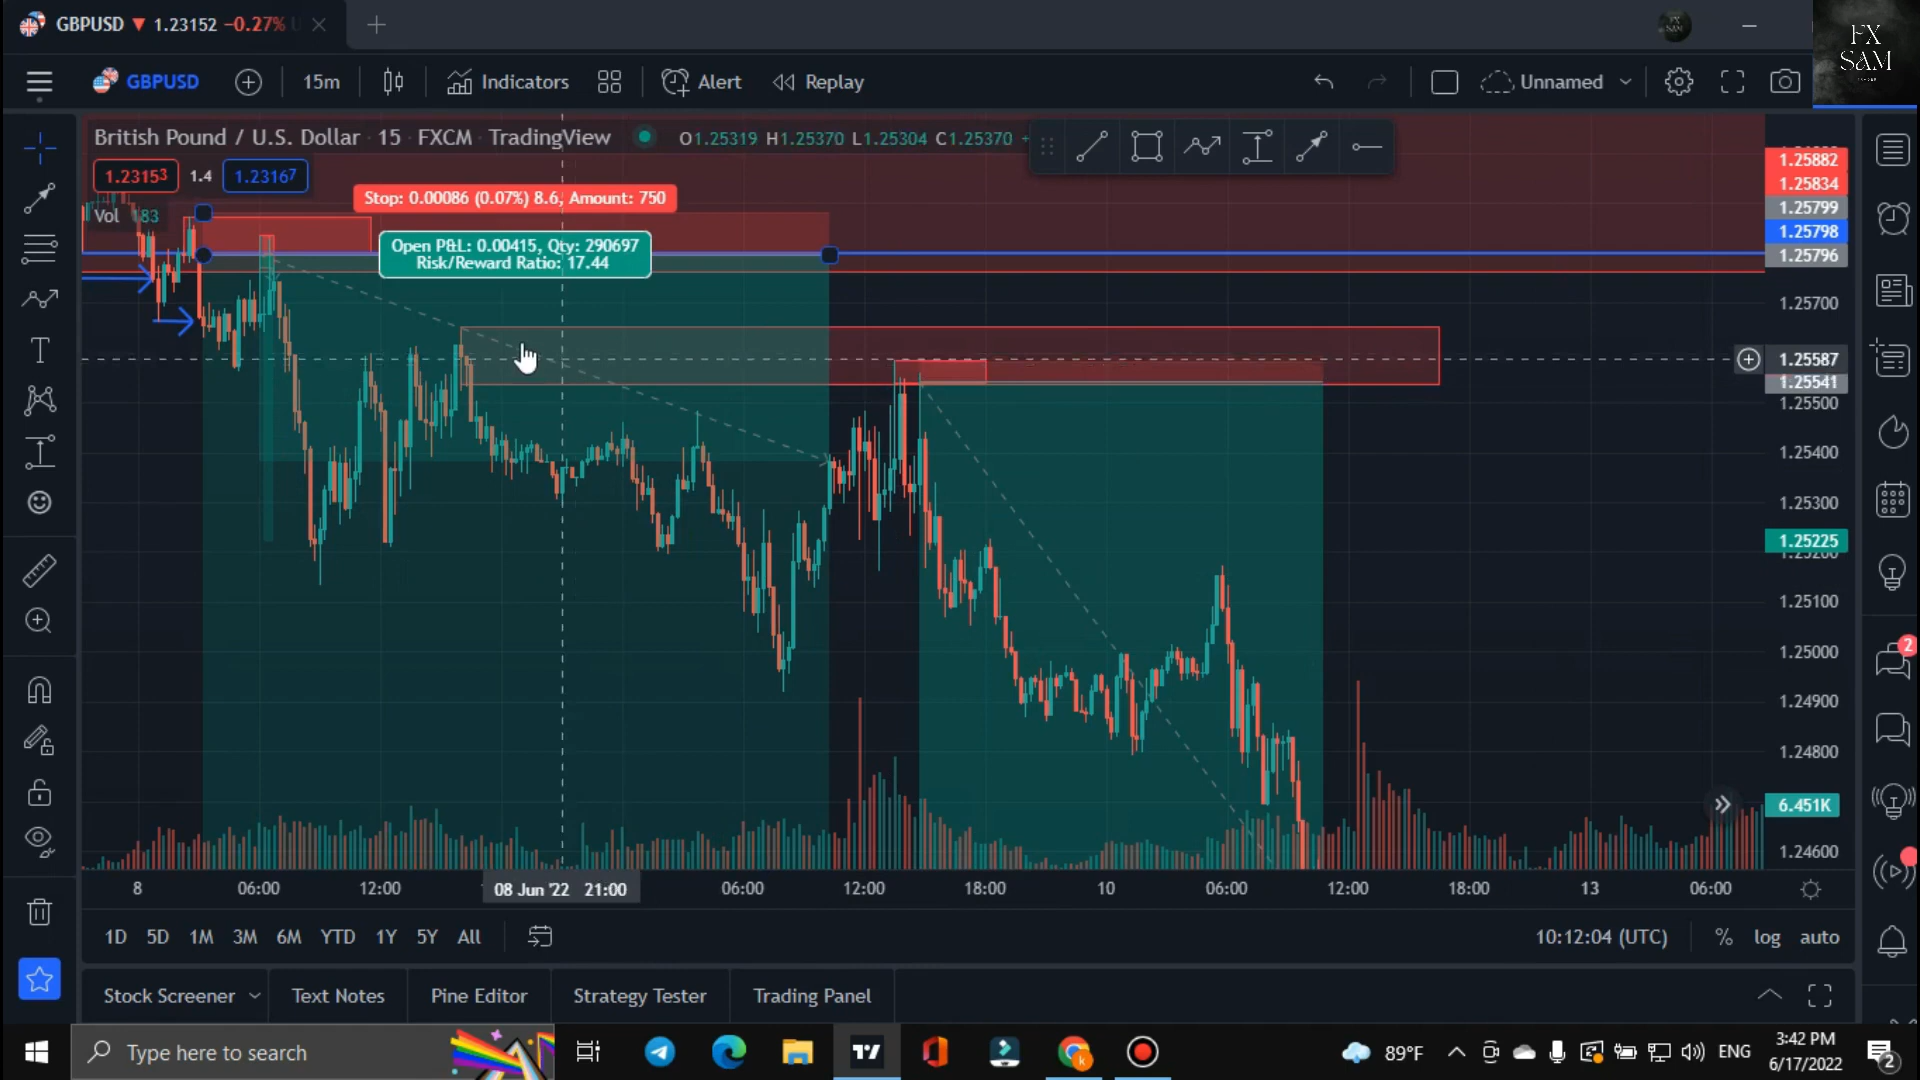 GBPUSD ▼ 1.23152 −0.27%
FX
SAM
GBPUSD 15m Indicators Alert Replay Unnamed
British Pound / U.S. Dollar · 15 · FXCM · TradingView O1.25319 H1.25370 L1.25304 C1.25370
1.23153 1.4 1.23167
Vol 183
Stop: 0.00086 (0.07%) 8.6, Amount: 750
Open P&L: 0.00415, Qty: 290697
Risk/Reward Ratio: 17.44
1.25882
1.25834
1.25799
1.25798
1.25796
1.25700
1.25587
1.25541
1.25500
1.25400
1.25300
1.25225
1.25200
1.25100
1.25000
1.24900
1.24800
6.451K
1.24600
8 06:00 12:00 08 Jun '22 21:00 06:00 12:00 18:00 10 06:00 12:00 18:00 13 06:00
1D 5D 1M 3M 6M YTD 1Y 5Y All 10:12:04 (UTC) % log auto
Stock Screener Text Notes Pine Editor Strategy Tester Trading Panel
2
Type here to search
89°F ENG
3:42 PM
6/17/2022
2